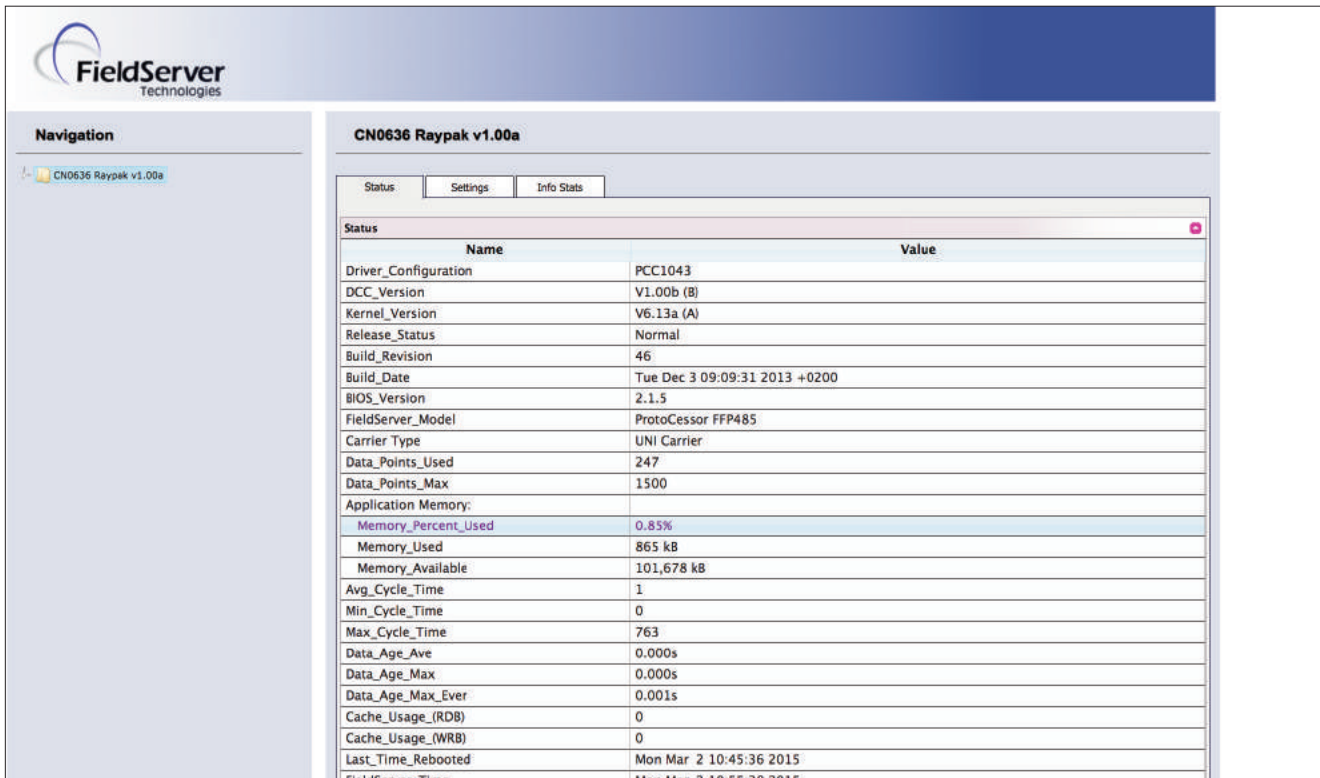 FieldServer
Technologies
Navigation
CN0636 Raypak v1.00a
CN0636 Raypak v1.00a
Status Settings Info Stats
Status
Name Value
Driver_Configuration PCC1043
DCC_Version V1.00b (B)
Kernel_Version V6.13a (A)
Release_Status Normal
Build_Revision 46
Build_Date Tue Dec 3 09:09:31 2013 +0200
BIOS_Version 2.1.5
FieldServer_Model ProtoCessor FFP485
Carrier Type UNI Carrier
Data_Points_Used 247
Data_Points_Max 1500
Application Memory:
Memory_Percent_Used 0.85%
Memory_Used 865 kB
Memory_Available 101,678 kB
Avg_Cycle_Time 1
Min_Cycle_Time 0
Max_Cycle_Time 763
Data_Age_Ave 0.000s
Data_Age_Max 0.000s
Data_Age_Max_Ever 0.001s
Cache_Usage_(RDB) 0
Cache_Usage_(WRB) 0
Last_Time_Rebooted Mon Mar 2 10:45:36 2015